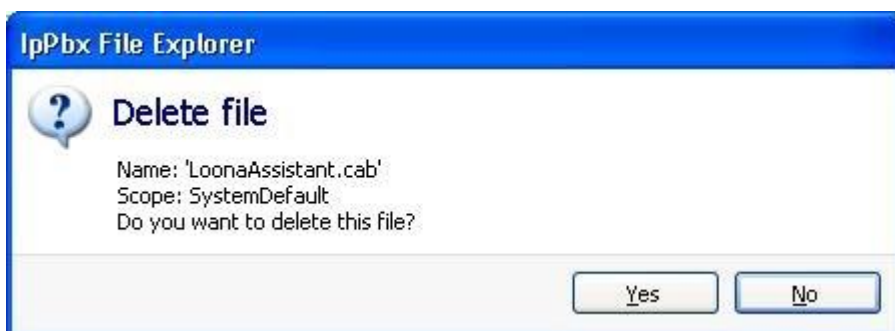 IpPbx File Explorer
?
Delete file
Name: 'LoonaAssistant.cab'
Scope: SystemDefault
Do you want to delete this file?
Yes
No